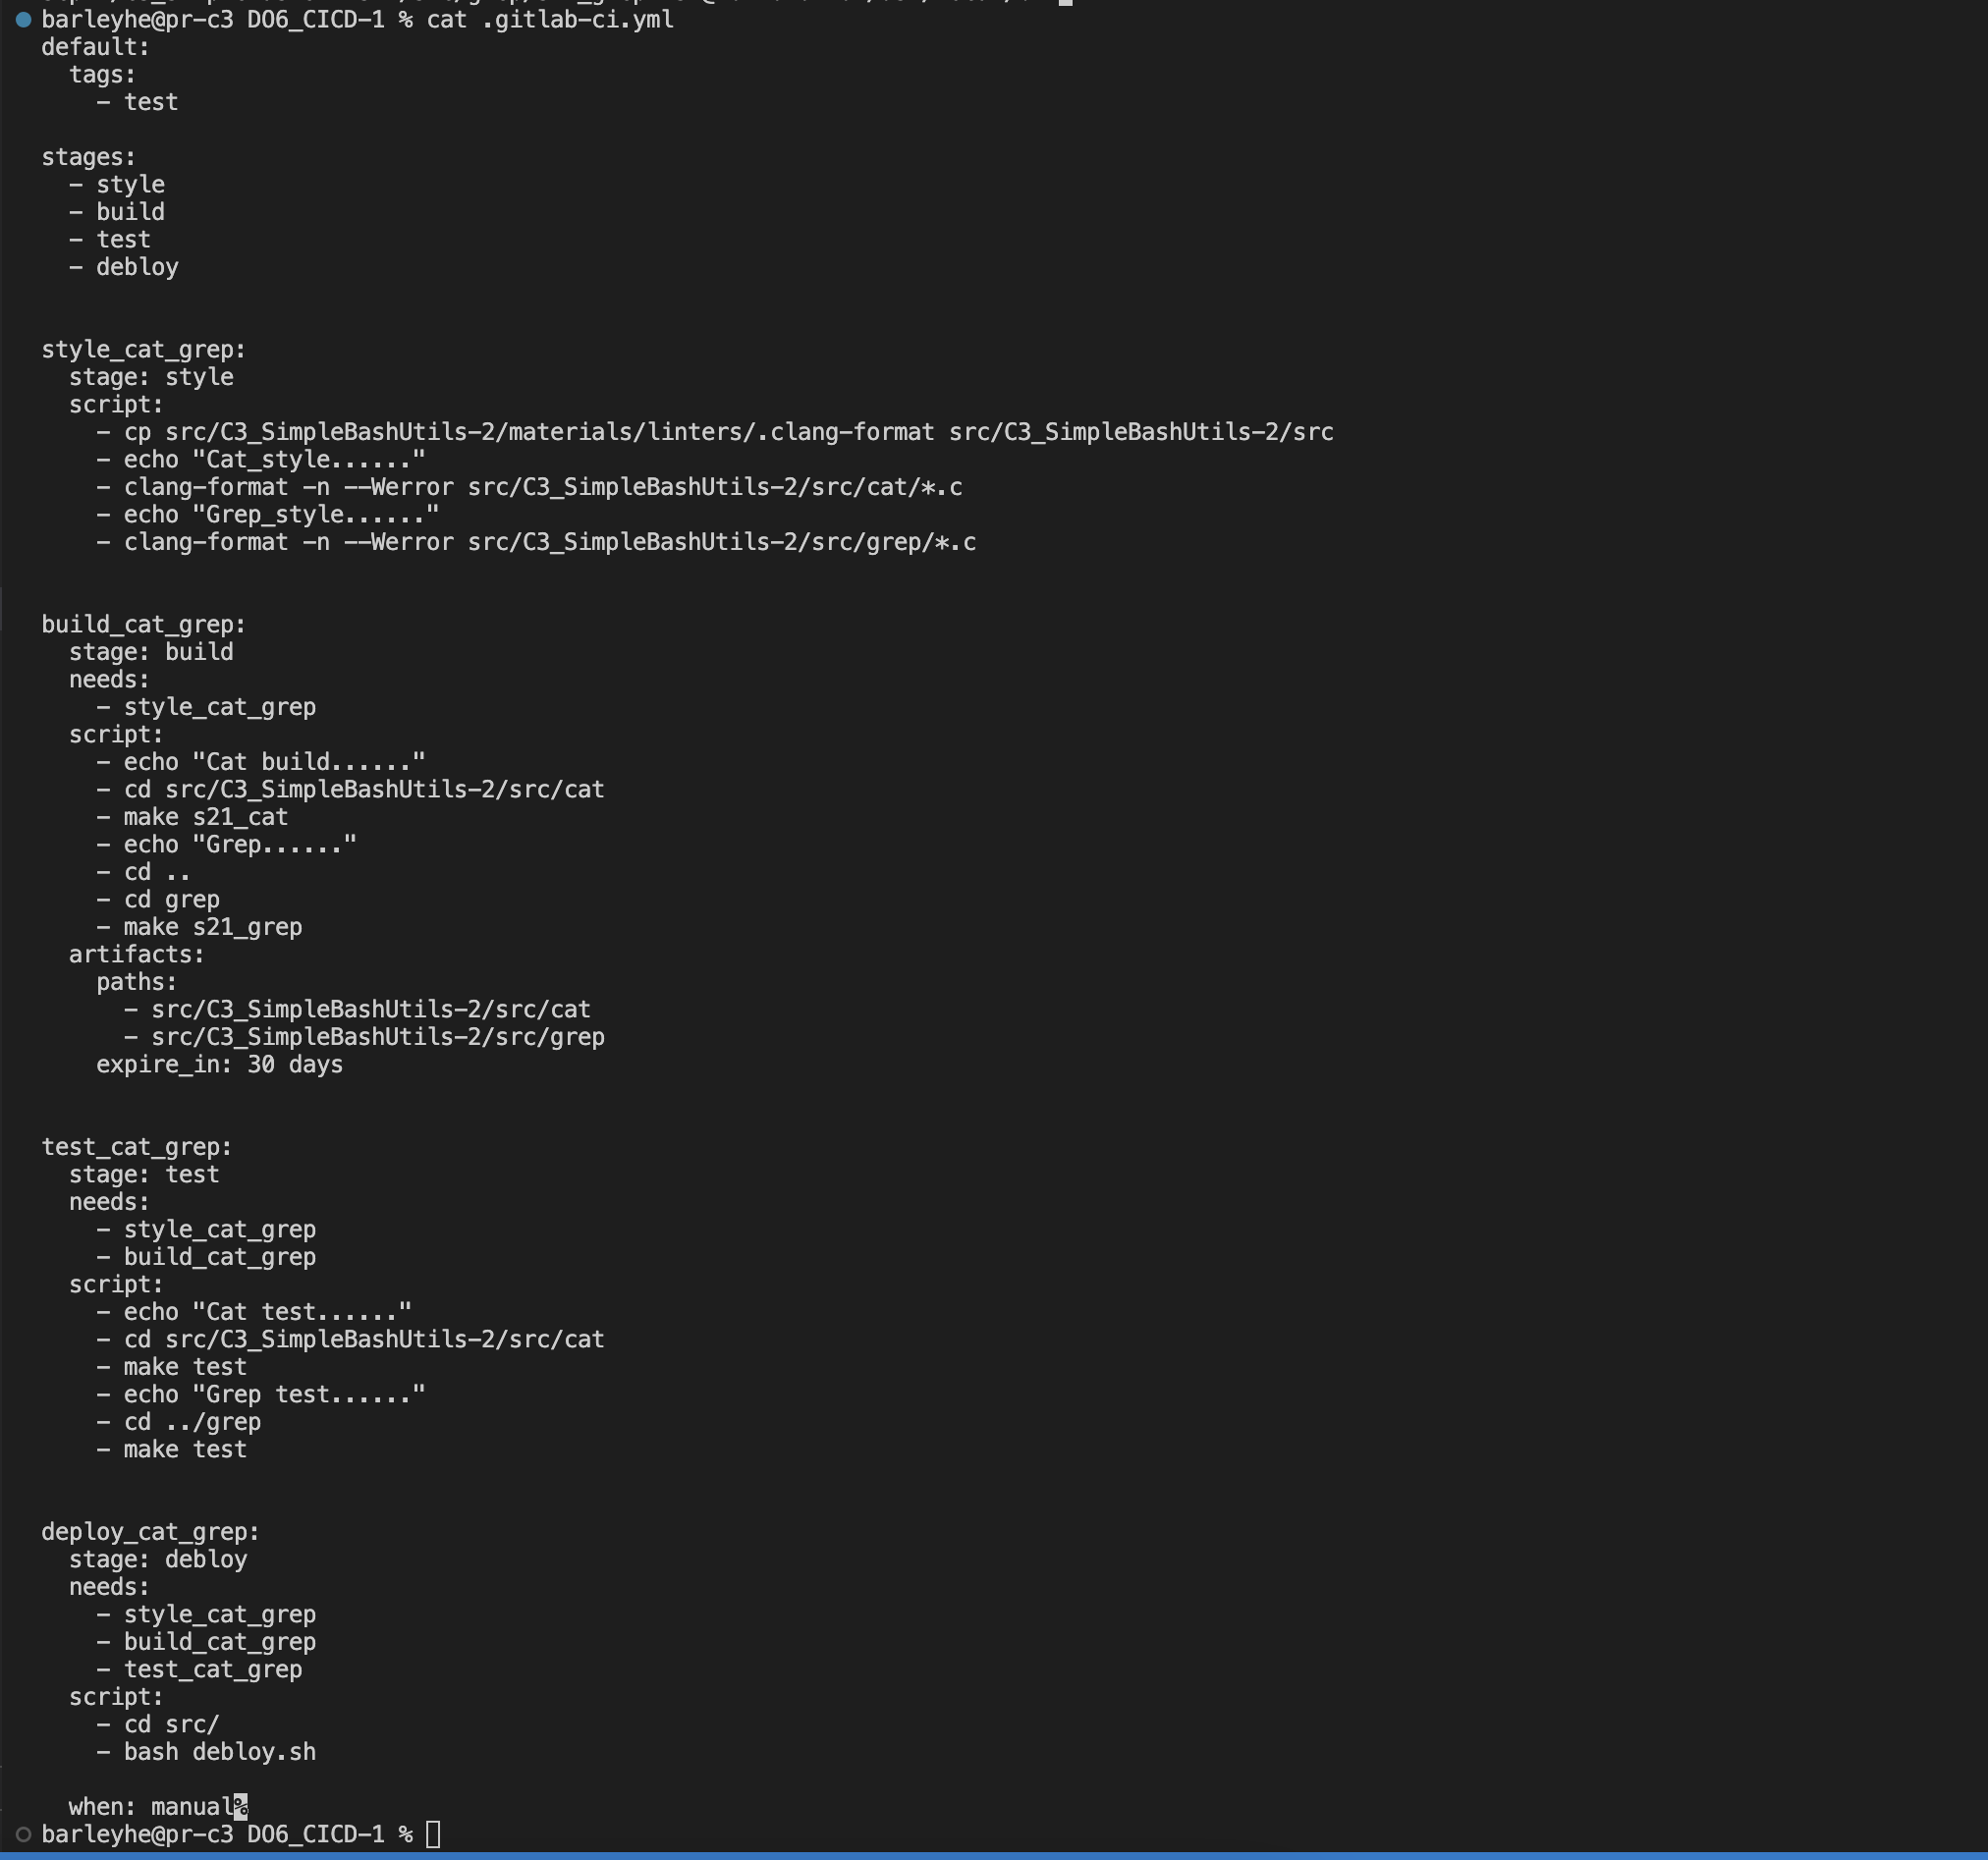 barleyhe@pr-c3 DO6_CICD-1 % cat .gitlab-ci.yml
default:
  tags:
    - test

stages:
  - style
  - build
  - test
  - debloy


style_cat_grep:
  stage: style
  script:
    - cp src/C3_SimpleBashUtils-2/materials/linters/.clang-format src/C3_SimpleBashUtils-2/src
    - echo "Cat_style......"
    - clang-format -n --Werror src/C3_SimpleBashUtils-2/src/cat/*.c
    - echo "Grep_style......"
    - clang-format -n --Werror src/C3_SimpleBashUtils-2/src/grep/*.c


build_cat_grep:
  stage: build
  needs:
    - style_cat_grep
  script:
    - echo "Cat build......"
    - cd src/C3_SimpleBashUtils-2/src/cat
    - make s21_cat
    - echo "Grep......"
    - cd ..
    - cd grep
    - make s21_grep
  artifacts:
    paths:
      - src/C3_SimpleBashUtils-2/src/cat
      - src/C3_SimpleBashUtils-2/src/grep
    expire_in: 30 days


test_cat_grep:
  stage: test
  needs:
    - style_cat_grep
    - build_cat_grep
  script:
    - echo "Cat test......"
    - cd src/C3_SimpleBashUtils-2/src/cat
    - make test
    - echo "Grep test......"
    - cd ../grep
    - make test


deploy_cat_grep:
  stage: debloy
  needs:
    - style_cat_grep
    - build_cat_grep
    - test_cat_grep
  script:
    - cd src/
    - bash debloy.sh

  when: manual%
barleyhe@pr-c3 DO6_CICD-1 %